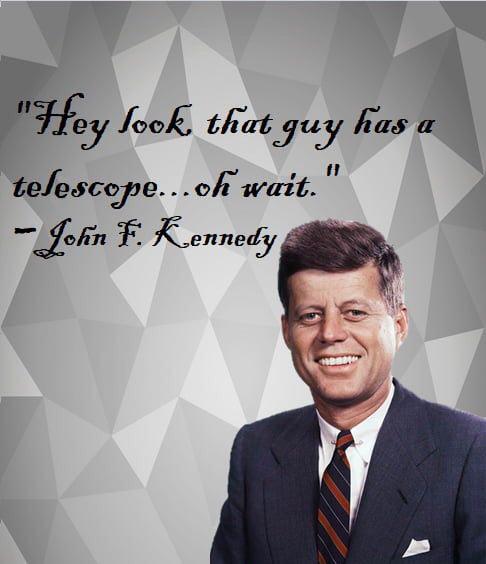 "Hey look, that guy has a
telescope...oh wait."
- John F. Kennedy